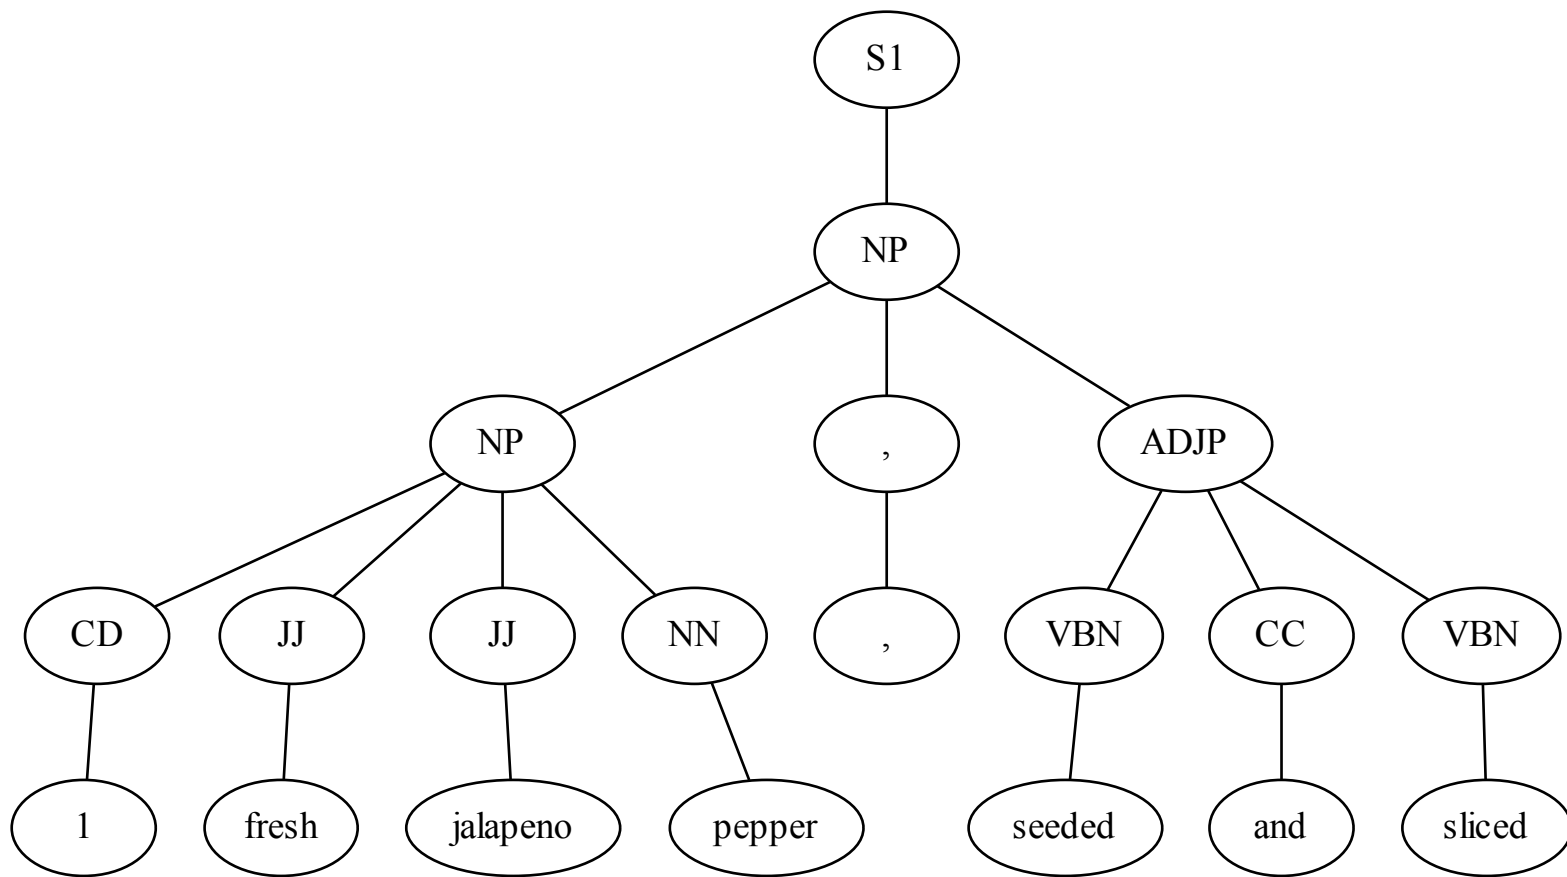 S1
NP
NP , ADJP
CD JJ JJ NN , VBN CC VBN
1 fresh jalapeno pepper seeded and sliced